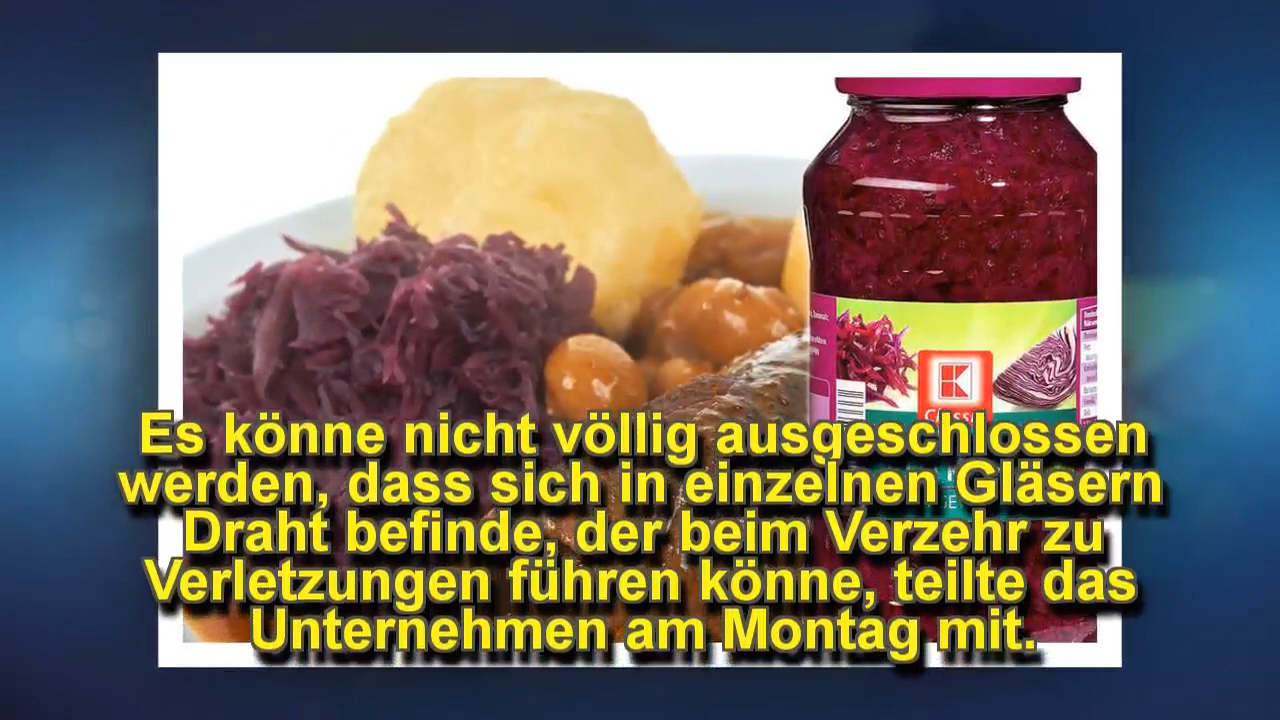 K
Classic
Es könne nicht völlig ausgeschlossen
werden, dass sich in einzelnen Gläsern
Draht befinde, der beim Verzehr zu
Verletzungen führen könne, teilte das
Unternehmen am Montag mit.